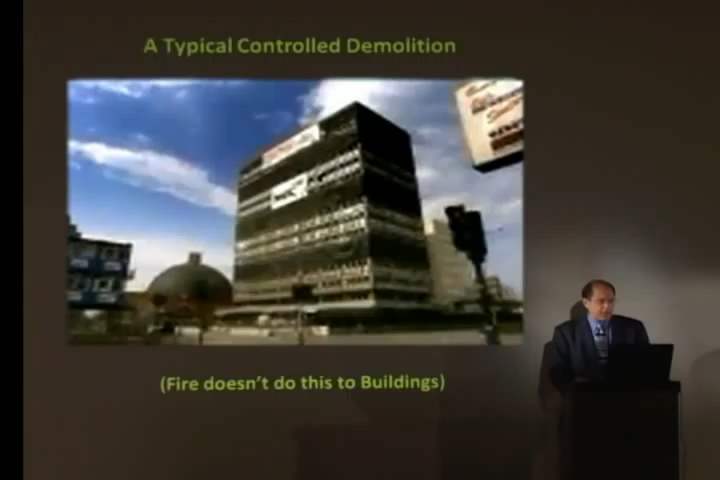 A Typical Controlled Demolition
(Fire doesn't do this to Buildings)